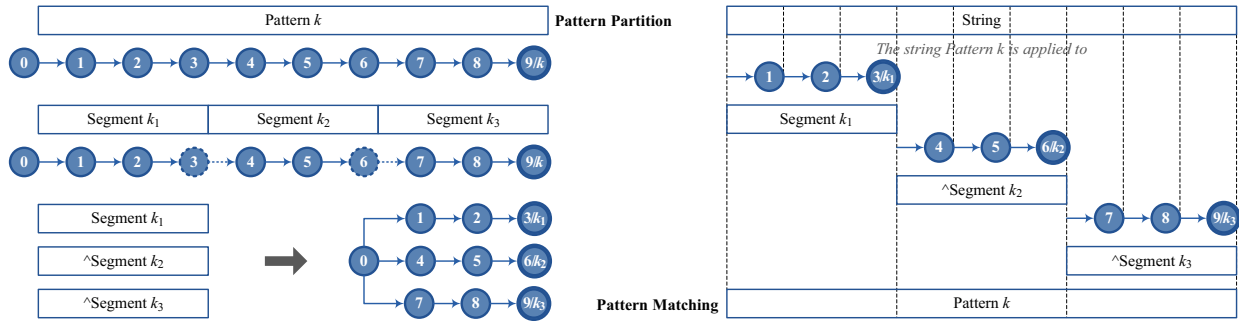 Pattern k
Pattern Partition
0 1 2 3 4 5 6 7 8 9/k
Segment k₁ Segment k₂ Segment k₃
0 1 2 3 4 5 6 7 8 9/k
Segment k₁
^Segment k₂
^Segment k₃
1 2 3/k₁
0 4 5 6/k₂
7 8 9/k₃
String
The string Pattern k is applied to
1 2 3/k₁
Segment k₁
4 5 6/k₂
^Segment k₂
7 8 9/k₃
^Segment k₃
Pattern Matching
Pattern k